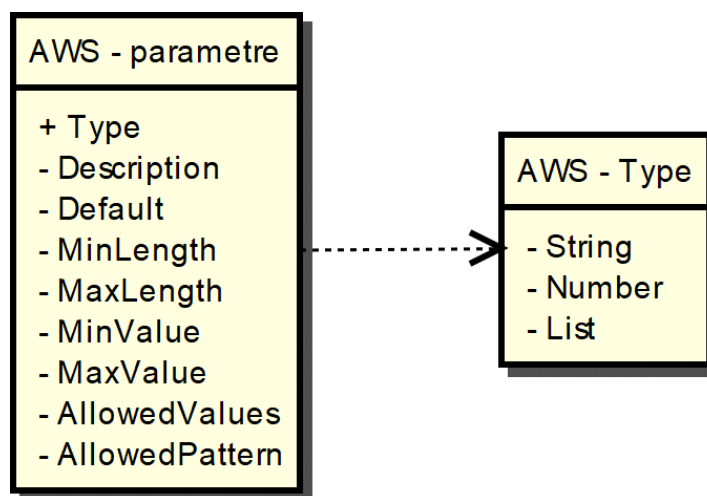 AWS - parametre
+ Type
- Description
- Default
- MinLength
- MaxLength
- MinValue
- MaxValue
- AllowedValues
- AllowedPattern
AWS - Type
- String
- Number
- List